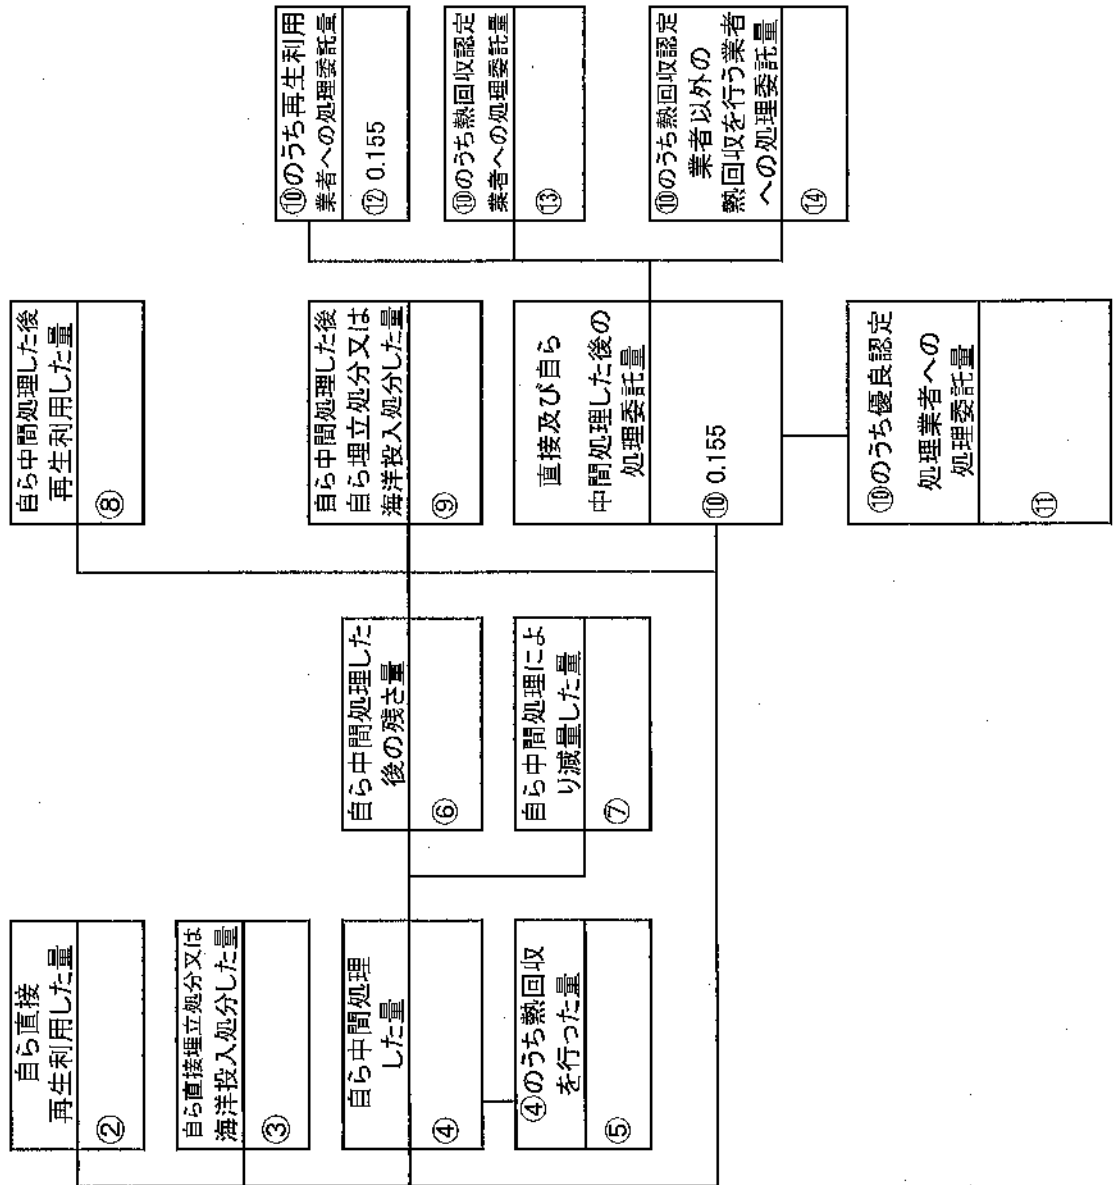 自ら直接
再生利用した量
②
自ら直接埋立処分又は
海洋投入処分した量
③
自ら中間処理
した量
④
④のうち熱回収
を行った量
⑤
自ら中間処理した
後の残さ量
⑥
自ら中間処理によ
り減量した量
⑦
自ら中間処理した後
再生利用した量
⑧
自ら中間処理した後
自ら埋立処分又は
海洋投入処分した量
⑨
直接及び自ら
中間処理した後の
処理委託量
⑩ 0.155
⑩のうち優良認定
処理業者への
処理委託量
⑪
⑩のうち再生利用
業者への処理委託量
⑫ 0.155
⑩のうち熱回収認定
業者への処理委託量
⑬
⑩のうち熱回収認定
業者以外の
熱回収を行う業者
への処理委託量
⑭